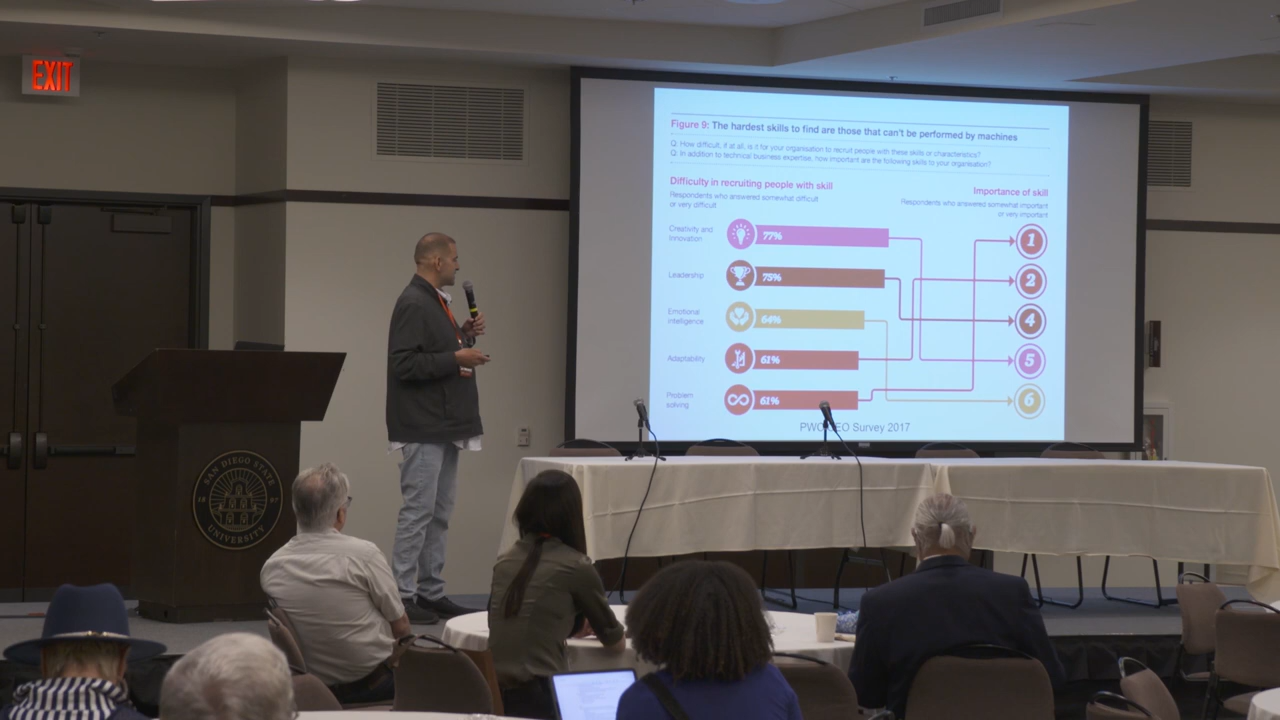 EXIT
Figure 9: The hardest skills to find are those that can't be performed by machines
Q: How difficult, if at all, is it for your organisation to recruit people with these skills or characteristics?
Q: In addition to technical business expertise, how important are the following skills to your organisation?
Difficulty in recruiting people with skill
Respondents who answered somewhat difficult
or very difficult
Importance of skill
Respondents who answered somewhat important
or very important
Creativity and
Innovation
77%
1
Leadership
75%
2
Emotional
Intelligence
64%
4
Adaptability
61%
5
Problem
solving
61%
6
Survey 2017
SAN DIEGO STATE
18 97
UNIVERSITY